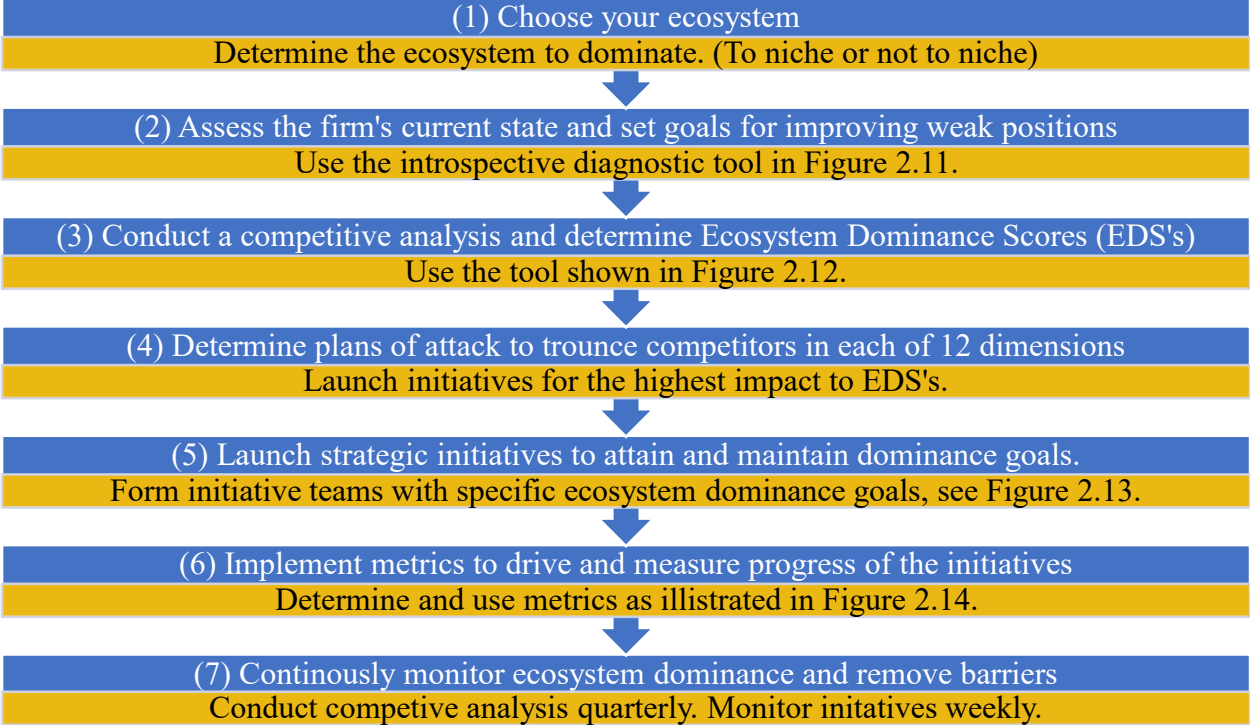 (1) Choose your ecosystem
Determine the ecosystem to dominate. (To niche or not to niche)
(2) Assess the firm's current state and set goals for improving weak positions
Use the introspective diagnostic tool in Figure 2.11.
(3) Conduct a competitive analysis and determine Ecosystem Dominance Scores (EDS's)
Use the tool shown in Figure 2.12.
(4) Determine plans of attack to trounce competitors in each of 12 dimensions
Launch initiatives for the highest impact to EDS's.
(5) Launch strategic initiatives to attain and maintain dominance goals.
Form initiative teams with specific ecosystem dominance goals, see Figure 2.13.
(6) Implement metrics to drive and measure progress of the initiatives
Determine and use metrics as illistrated in Figure 2.14.
(7) Continously monitor ecosystem dominance and remove barriers
Conduct competive analysis quarterly. Monitor initatives weekly.